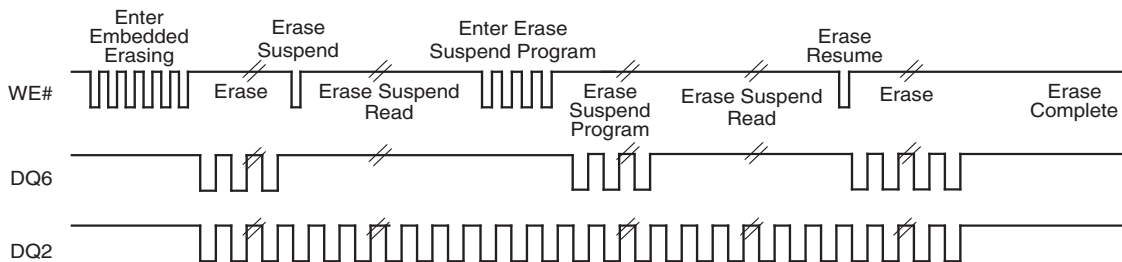 Enter
Embedded
Erasing
Erase
Suspend
Enter Erase
Suspend Program
Erase
Resume
WE#
Erase
Erase Suspend
Read
Erase
Suspend
Program
Erase Suspend
Read
Erase
Erase
Complete
DQ6
DQ2